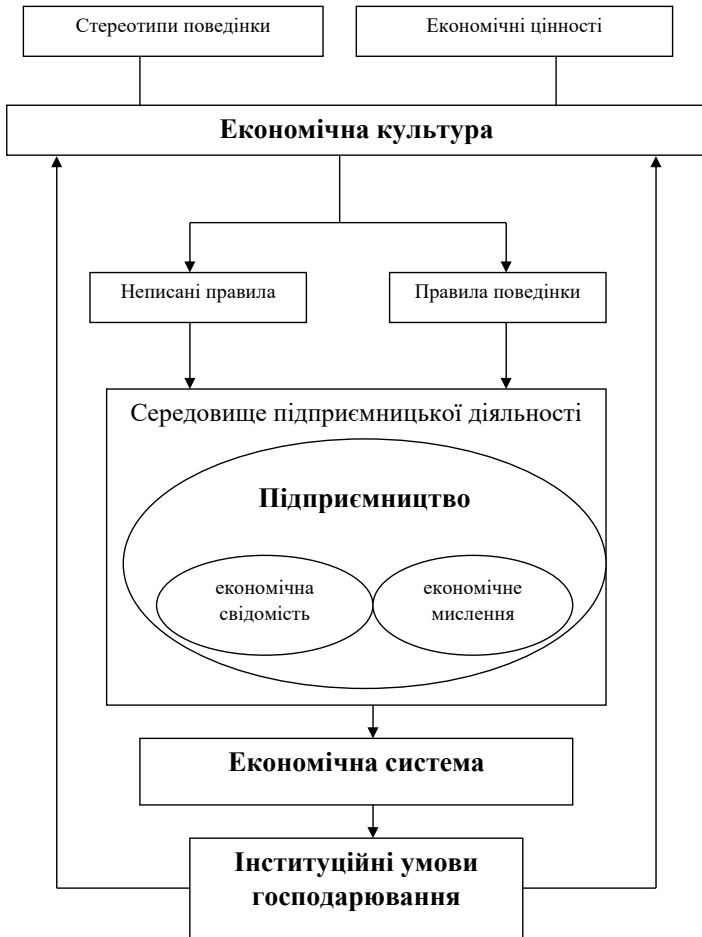 Стереотипи поведінки
Економічні цінності
Економічна культура
Неписані правила
Правила поведінки
Середовище підприємницької діяльності
Підприємництво
економічна
свідомість
економічне
мислення
Економічна система
Інституційні умови
господарювання